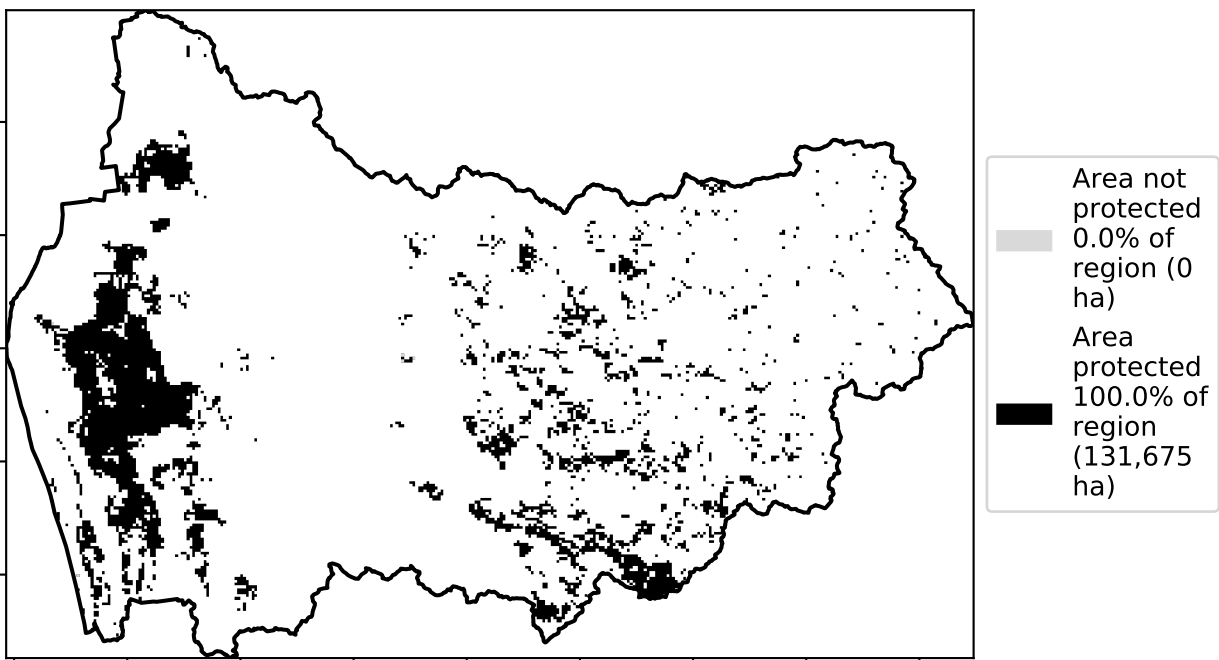 Area not
protected
0.0% of
region (0
ha)
Area
protected
100.0% of
region
(131,675
ha)